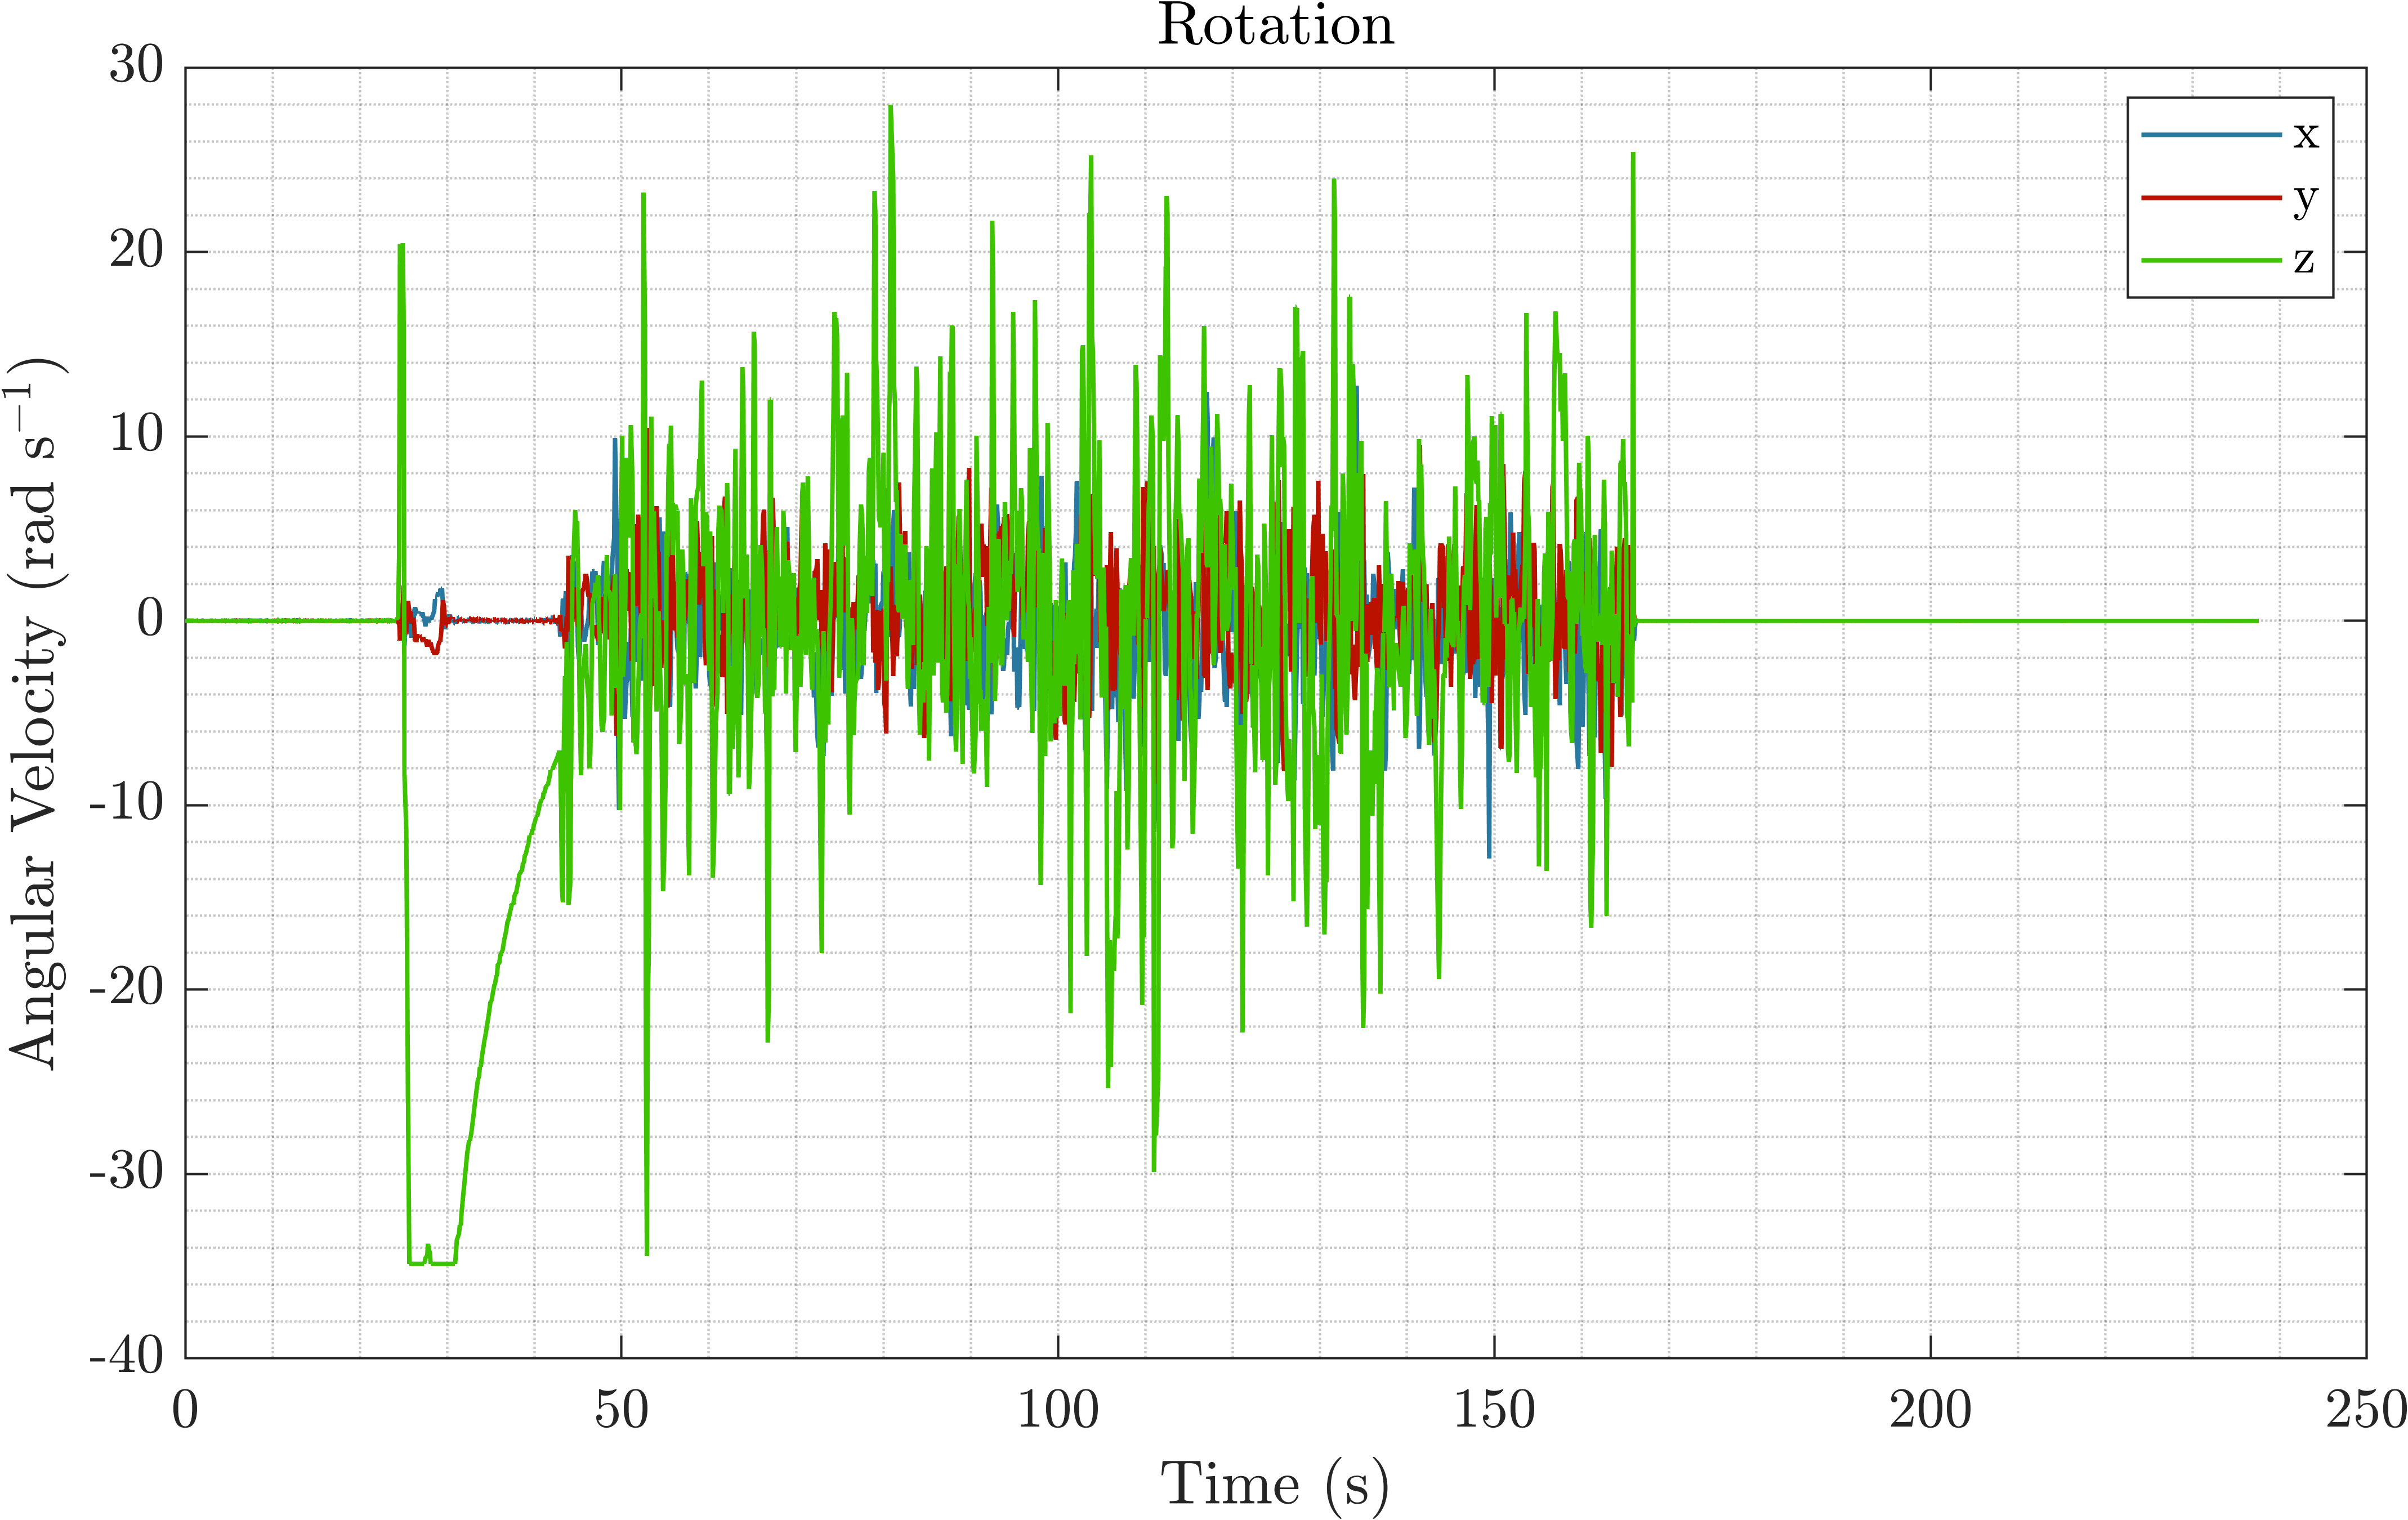 Rotation
30
20
10
0
-10
-20
-30
-40
Angular Velocity (rad s⁻¹)
x
y
z
0 50 100 150 200 250
Time (s)